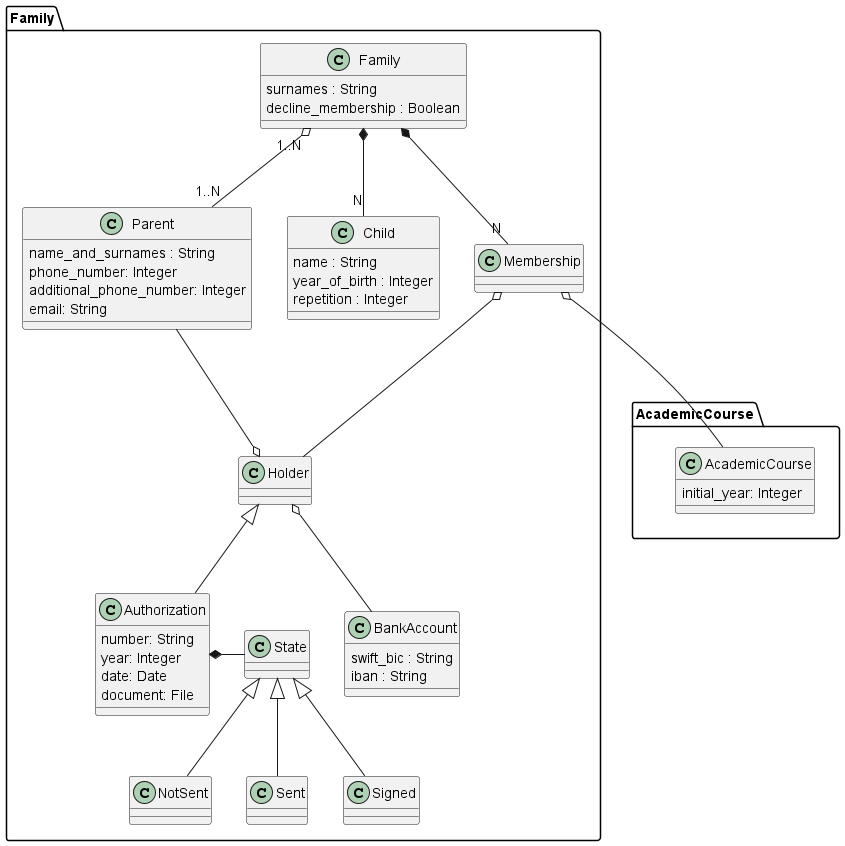 Family
C Family
surnames : String
decline_membership : Boolean
1..N
1..N
N
N
C Parent
name_and_surnames : String
phone_number: Integer
additional_phone_number: Integer
email: String
C Child
name : String
year_of_birth : Integer
repetition : Integer
C Membership
AcademicCourse
C AcademicCourse
initial_year: Integer
C Holder
C Authorization
number: String
year: Integer
date: Date
document: File
C State
C BankAccount
swift_bic : String
iban : String
C NotSent
C Sent
C Signed